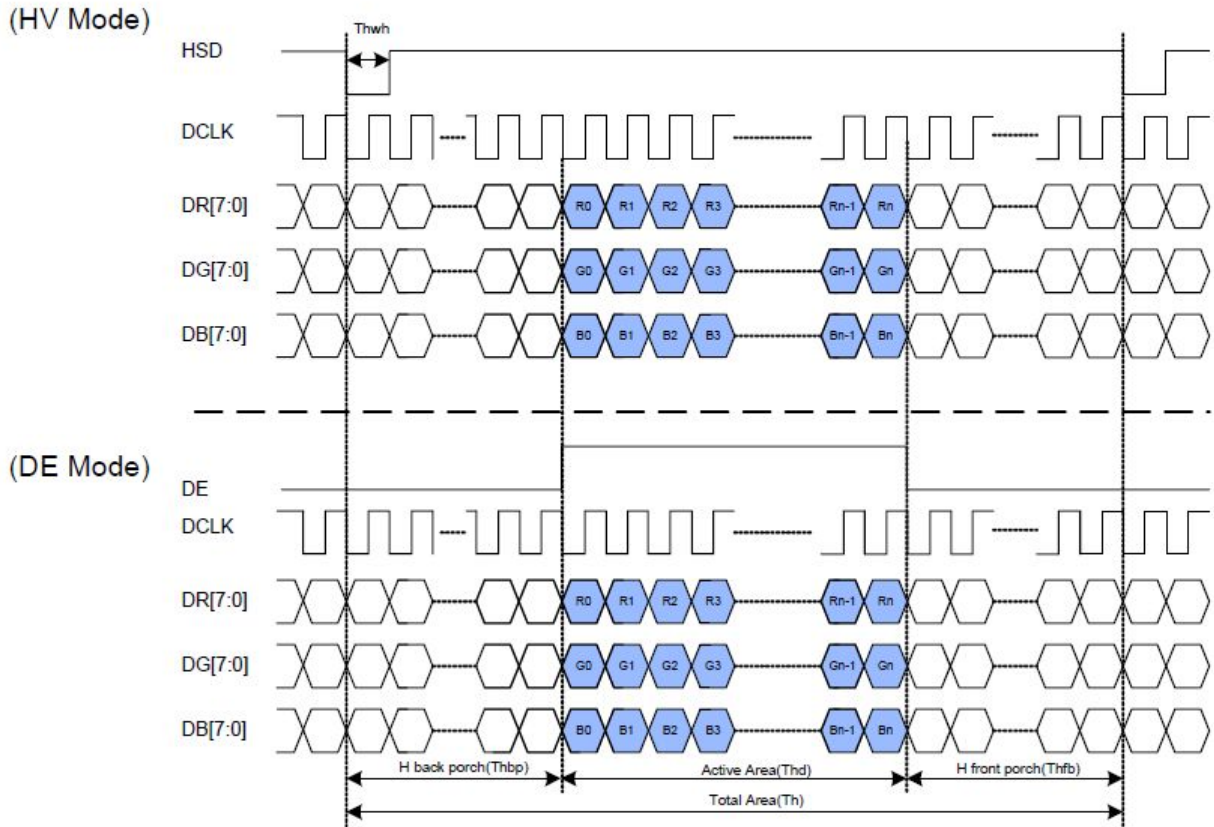 (HV Mode)
Thwh
HSD
DCLK
DR[7:0] R0 R1 R2 R3 Rn-1 Rn
DG[7:0] G0 G1 G2 G3 Gn-1 Gn
DB[7:0] B0 B1 B2 B3 Bn-1 Bn
(DE Mode)
DE
DCLK
DR[7:0] R0 R1 R2 R3 Rn-1 Rn
DG[7:0] G0 G1 G2 G3 Gn-1 Gn
DB[7:0] B0 B1 B2 B3 Bn-1 Bn
H back porch(Thbp) Active Area(Thd) H front porch(Thfb)
Total Area(Th)